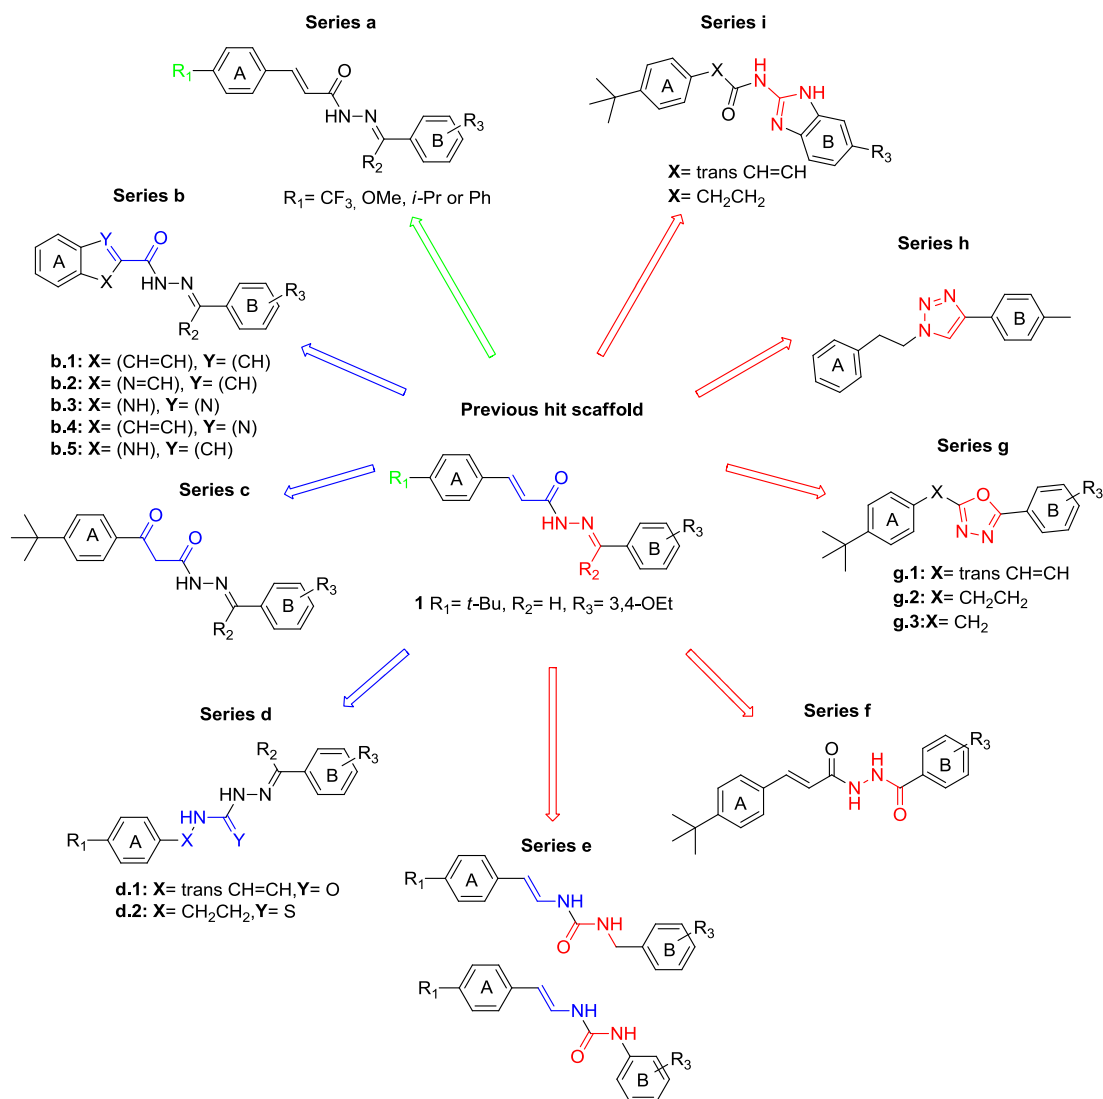 Series a
R₁
A
O
HN
N
R₂
B
R₃
R₁= CF₃, OMe, i-Pr or Ph
Series i
A
X
O
H
N
N
NH
B
R₃
X= trans CH=CH
X= CH₂CH₂
Series b
A
Y
X
O
HN
N
R₂
B
R₃
b.1: X= (CH=CH), Y= (CH)
b.2: X= (N=CH), Y= (CH)
b.3: X= (NH), Y= (N)
b.4: X= (CH=CH), Y= (N)
b.5: X= (NH), Y= (CH)
Series h
A
N
N
N
B
Previous hit scaffold
R₁
A
O
HN
N
R₂
B
R₃
1 R₁= t-Bu, R₂= H, R₃= 3,4-OEt
Series c
A
O
O
HN
N
R₂
B
R₃
Series g
A
X
O
N
N
B
R₃
g.1: X= trans CH=CH
g.2: X= CH₂CH₂
g.3:X= CH₂
Series d
R₁
A
X
HN
Y
HN
N
R₂
B
R₃
d.1: X= trans CH=CH,Y= O
d.2: X= CH₂CH₂,Y= S
Series f
A
O
N
H
H
N
O
B
R₃
Series e
R₁
A
NH
O
NH
B
R₃
R₁
A
NH
O
NH
B
R₃